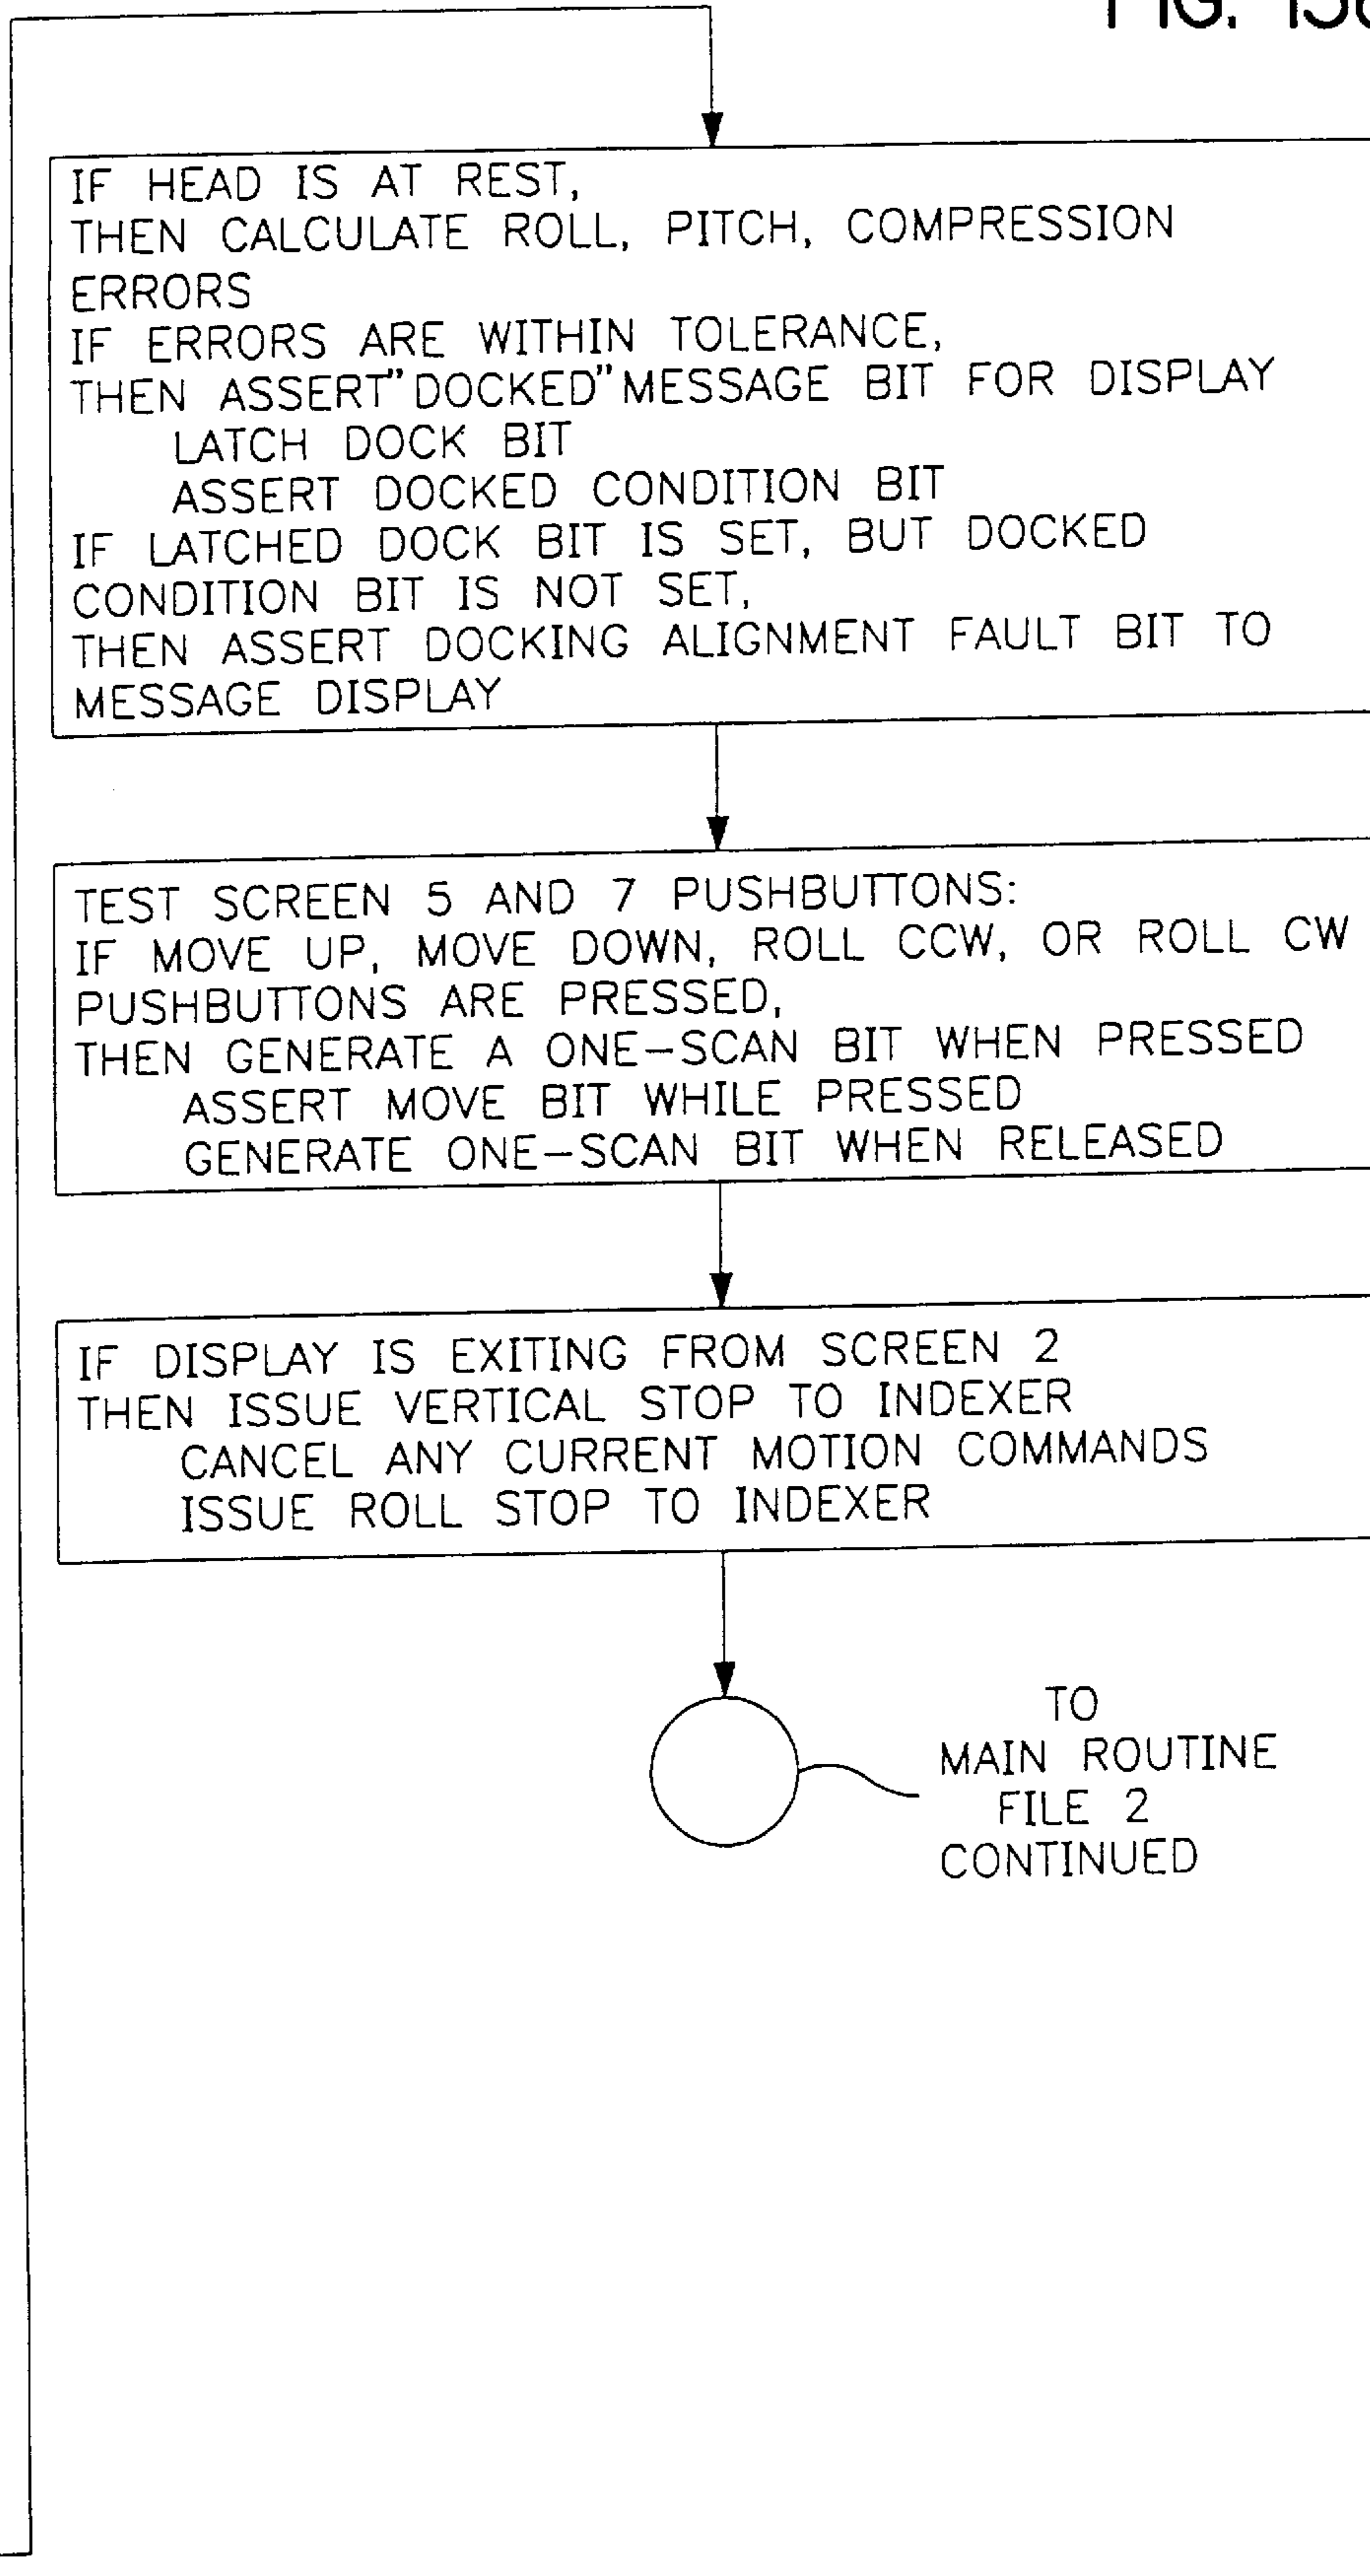 FIG.
IF HEAD IS AT REST,
THEN CALCULATE ROLL, PITCH, COMPRESSION
ERRORS
IF ERRORS ARE WITHIN TOLERANCE,
THEN ASSERT"DOCKED"MESSAGE BIT FOR DISPLAY
LATCH DOCK BIT
ASSERT DOCKED CONDITION BIT
IF LATCHED DOCK BIT IS SET, BUT DOCKED
CONDITION BIT IS NOT SET,
THEN ASSERT DOCKING ALIGNMENT FAULT BIT TO
MESSAGE DISPLAY
TEST SCREEN 5 AND 7 PUSHBUTTONS:
IF MOVE UP, MOVE DOWN, ROLL CCW, OR ROLL CW
PUSHBUTTONS ARE PRESSED,
THEN GENERATE A ONE-SCAN BIT WHEN PRESSED
ASSERT MOVE BIT WHILE PRESSED
GENERATE ONE-SCAN BIT WHEN RELEASED
IF DISPLAY IS EXITING FROM SCREEN 2
THEN ISSUE VERTICAL STOP TO INDEXER
CANCEL ANY CURRENT MOTION COMMANDS
ISSUE ROLL STOP TO INDEXER
TO
MAIN ROUTINE
FILE 2
CONTINUED